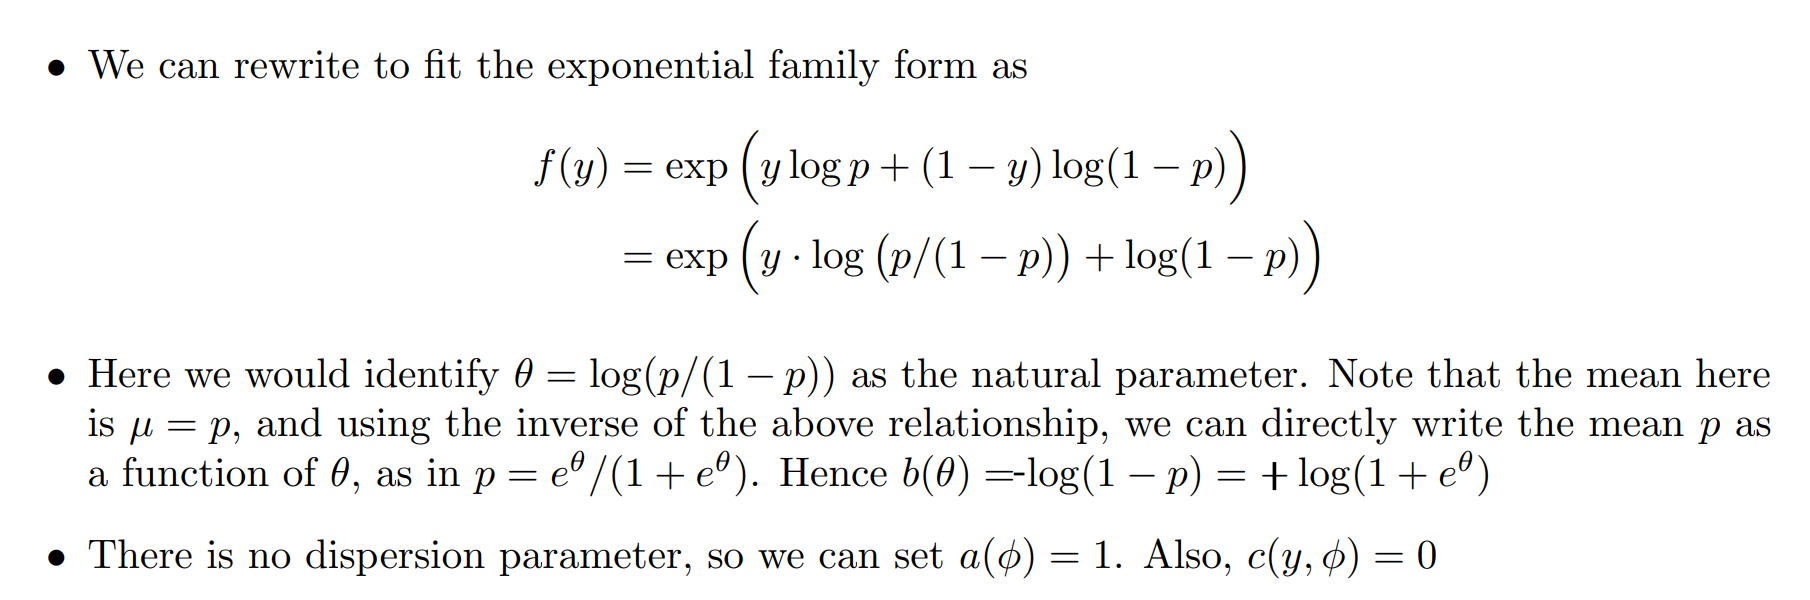 • We can rewrite to fit the exponential family form as
f(y) = exp (y log p + (1 − y) log(1 − p))
= exp (y · log (p/(1 − p)) + log(1 − p))
• Here we would identify θ = log(p/(1 − p)) as the natural parameter. Note that the mean here
is μ = p, and using the inverse of the above relationship, we can directly write the mean p as
a function of θ, as in p = e^θ/(1 + e^θ). Hence b(θ) =-log(1 − p) = + log(1 + e^θ)
• There is no dispersion parameter, so we can set a(ϕ) = 1. Also, c(y, ϕ) = 0